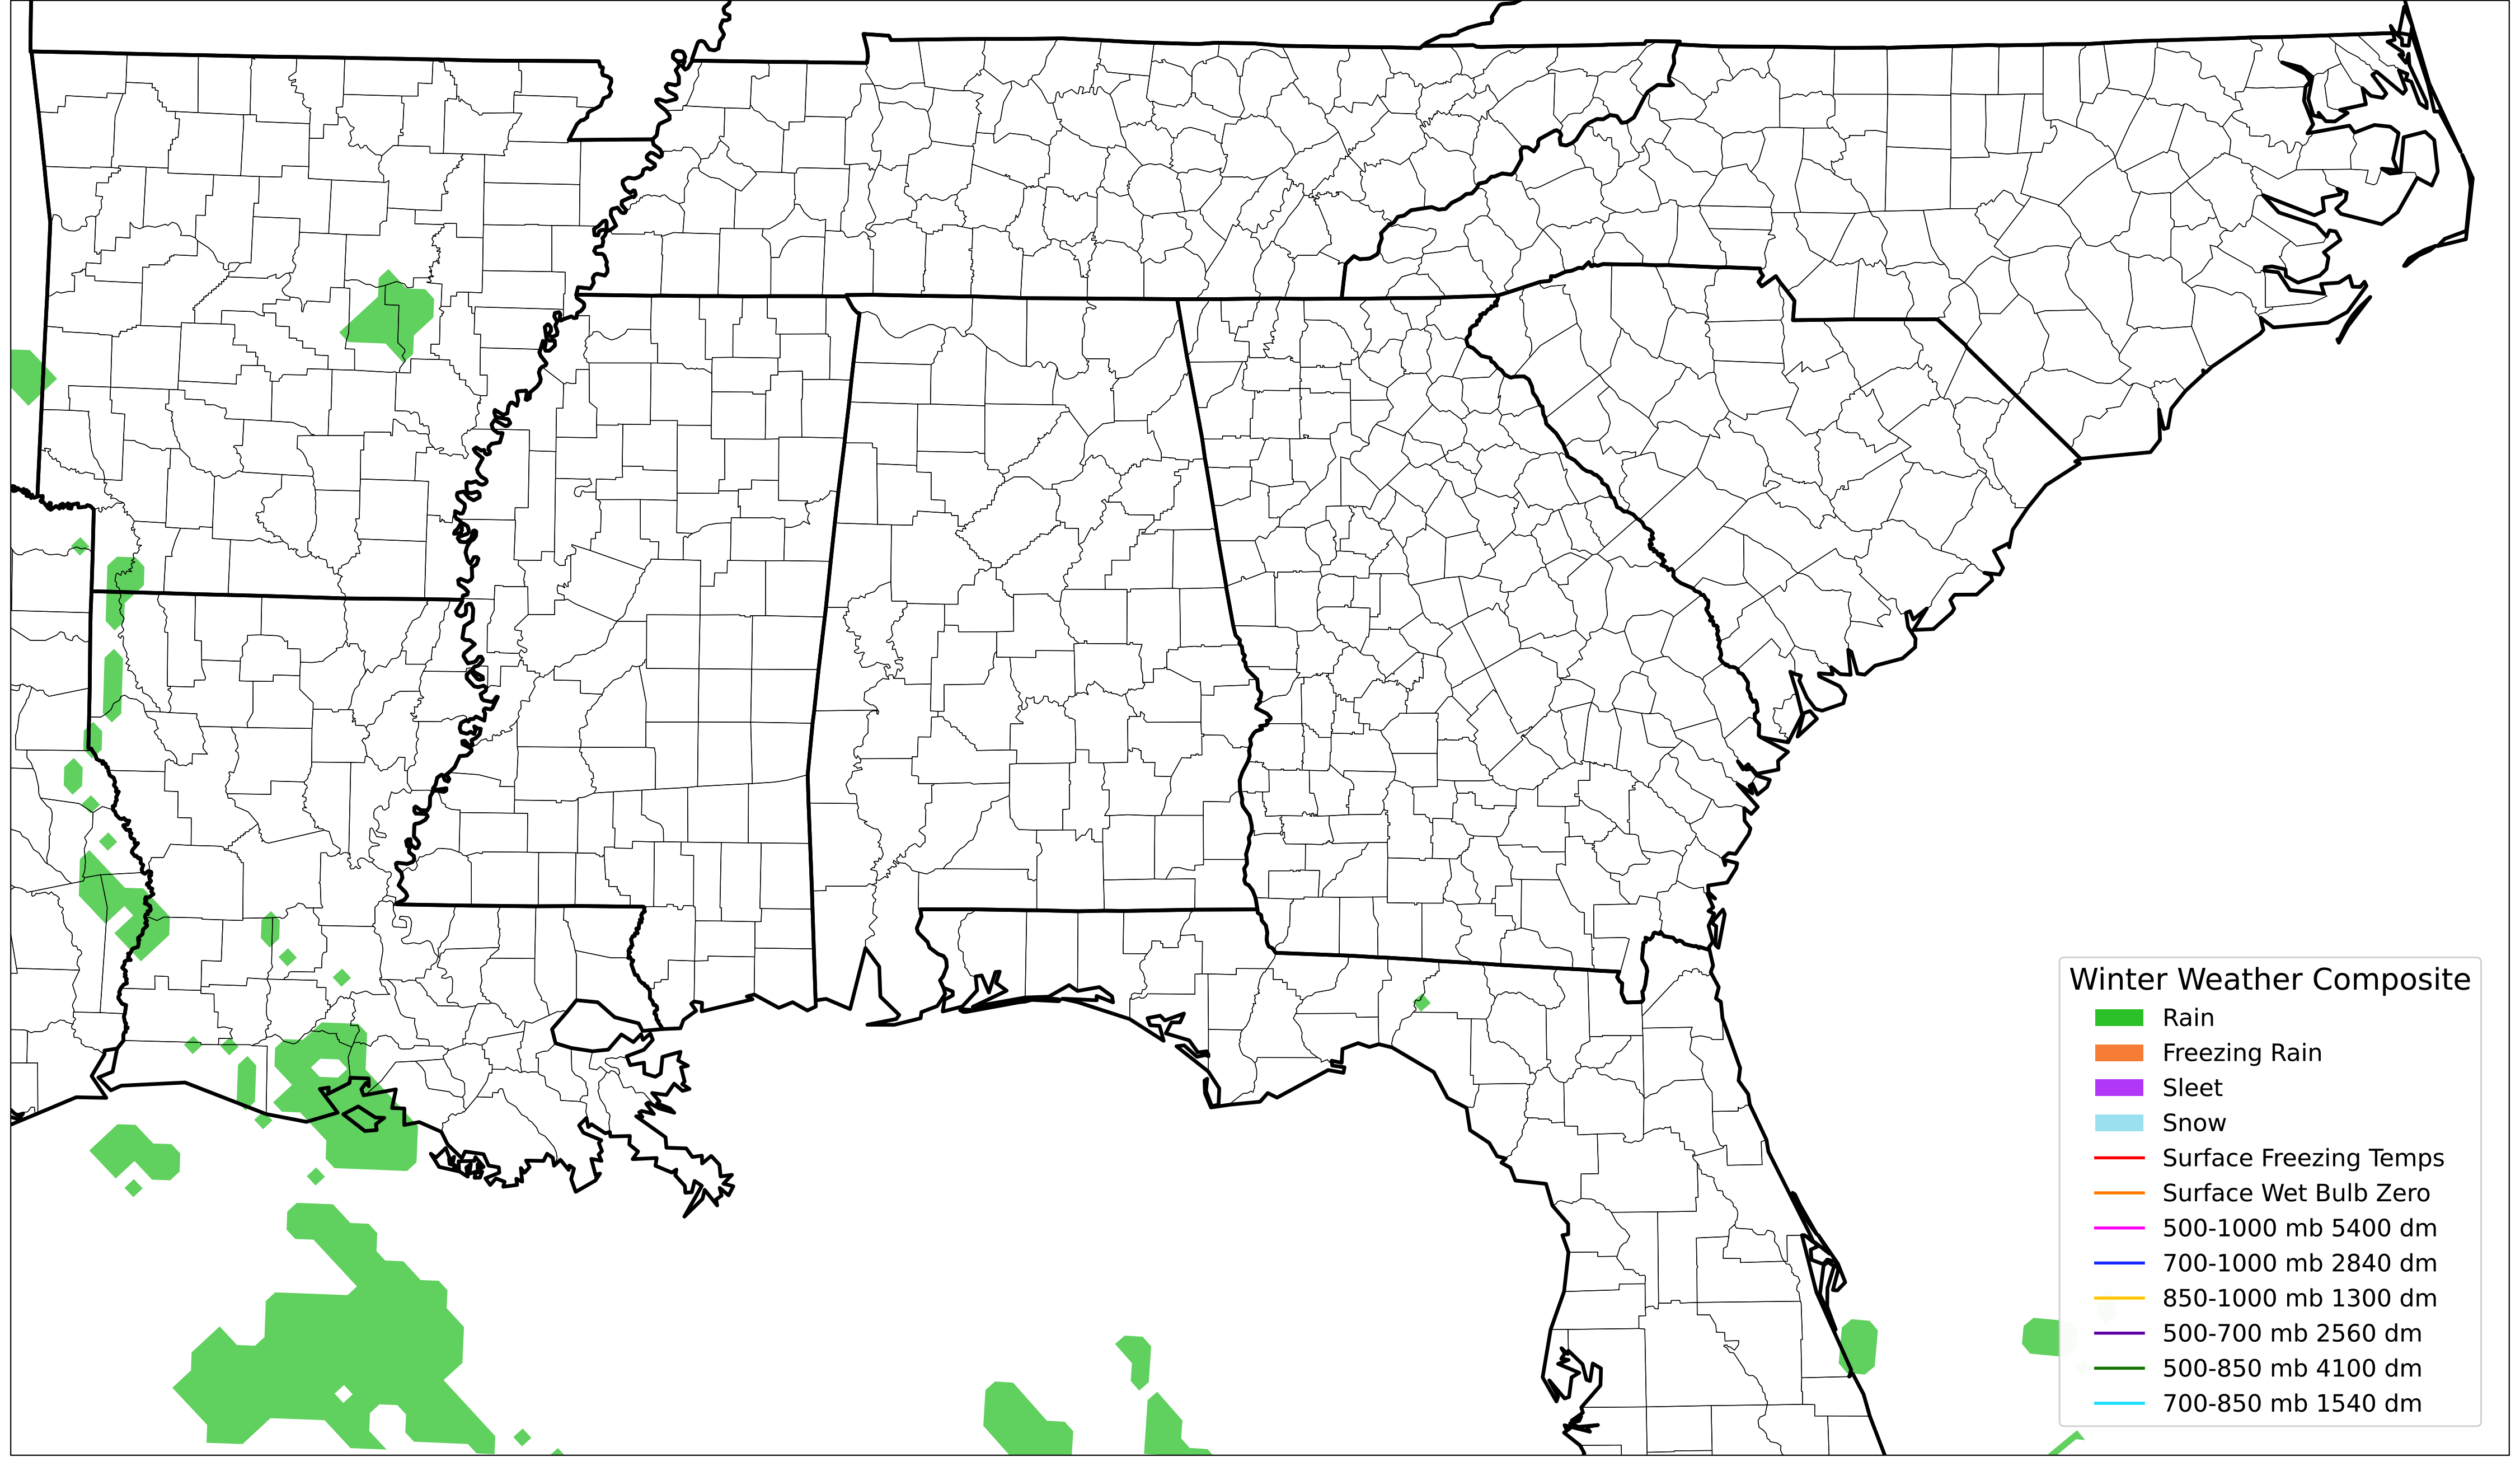 Winter Weather Composite
Rain
Freezing Rain
Sleet
Snow
Surface Freezing Temps
Surface Wet Bulb Zero
500-1000 mb 5400 dm
700-1000 mb 2840 dm
850-1000 mb 1300 dm
500-700 mb 2560 dm
500-850 mb 4100 dm
700-850 mb 1540 dm